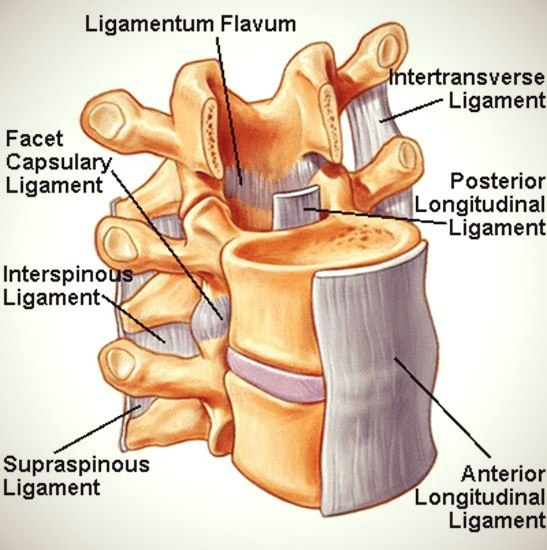 Ligamentum Flavum
Intertransverse
Ligament
Facet
Capsulary
Ligament
Posterior
Longitudinal
Ligament
Interspinous
Ligament
Supraspinous
Ligament
Anterior
Longitudinal
Ligament